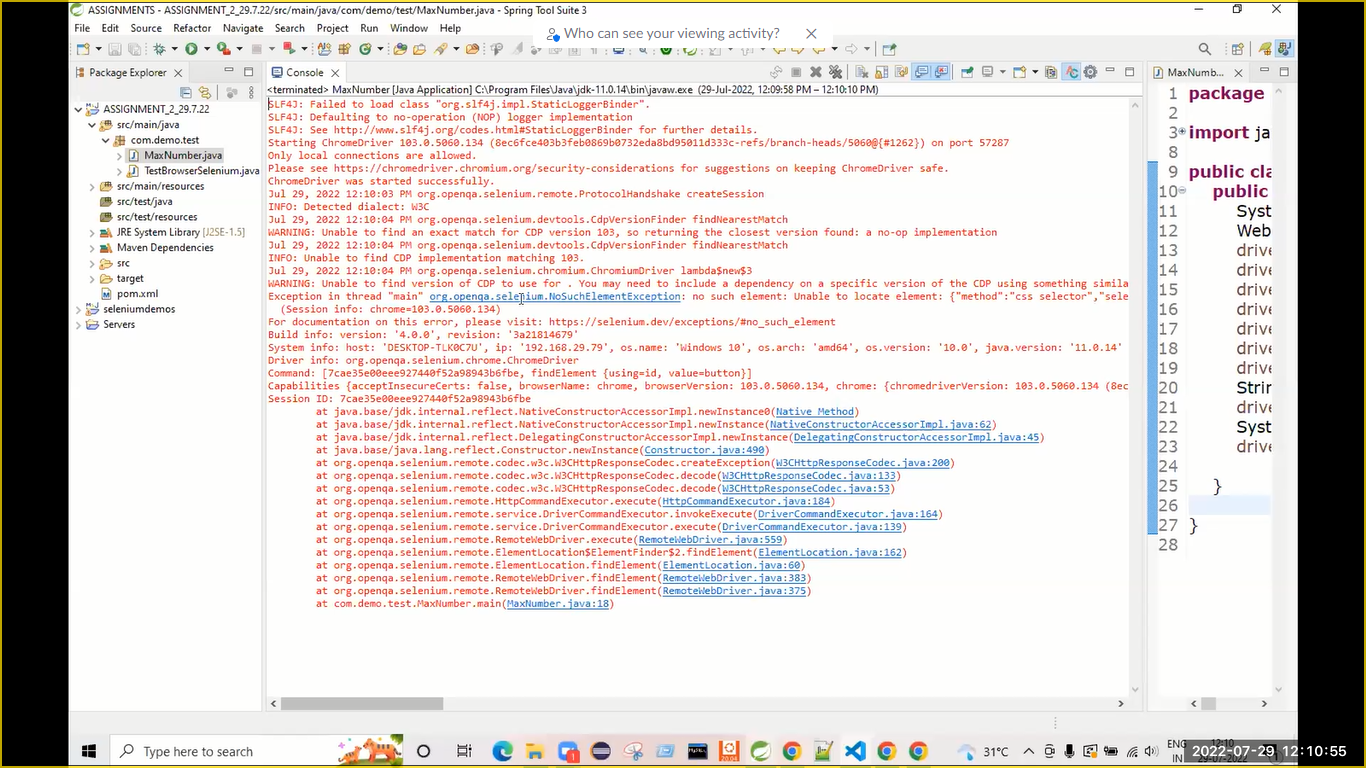 ASSIGNMENTS - ASSIGNMENT_2_29.7.22/src/main/java/com/demo/test/MaxNumber.java - Spring Tool Suite 3
File Edit Source Refactor Navigate Search Project Run Window Help
Who can see your viewing activity?
Package Explorer
Console
MaxNumb...
<terminated> MaxNumber [Java Application] C:\Program Files\Java\jdk-11.0.14\bin\javaw.exe (29-Jul-2022, 12:09:58 PM – 12:10:10 PM)
ASSIGNMENT_2_29.7.22
src/main/java
com.demo.test
MaxNumber.java
TestBrowserSelenium.java
src/main/resources
src/test/java
src/test/resources
JRE System Library [J2SE-1.5]
Maven Dependencies
src
target
pom.xml
seleniumdemos
Servers
SLF4J: Failed to load class "org.slf4j.impl.StaticLoggerBinder".
SLF4J: Defaulting to no-operation (NOP) logger implementation
SLF4J: See http://www.slf4j.org/codes.html#StaticLoggerBinder for further details.
Starting ChromeDriver 103.0.5060.134 (8ec6fce403b3feb0869b0732eda8bd95011d333c-refs/branch-heads/5060@{#1262}) on port 57287
Only local connections are allowed.
Please see https://chromedriver.chromium.org/security-considerations for suggestions on keeping ChromeDriver safe.
ChromeDriver was started successfully.
Jul 29, 2022 12:10:03 PM org.openqa.selenium.remote.ProtocolHandshake createSession
INFO: Detected dialect: W3C
Jul 29, 2022 12:10:04 PM org.openqa.selenium.devtools.CdpVersionFinder findNearestMatch
WARNING: Unable to find an exact match for CDP version 103, so returning the closest version found: a no-op implementation
Jul 29, 2022 12:10:04 PM org.openqa.selenium.devtools.CdpVersionFinder findNearestMatch
INFO: Unable to find CDP implementation matching 103.
Jul 29, 2022 12:10:04 PM org.openqa.selenium.chromium.ChromiumDriver lambda$new$3
WARNING: Unable to find version of CDP to use for . You may need to include a dependency on a specific version of the CDP using something simila
Exception in thread "main" org.openqa.selenium.NoSuchElementException: no such element: Unable to locate element: {"method":"css selector","sele
(Session info: chrome=103.0.5060.134)
For documentation on this error, please visit: https://selenium.dev/exceptions/#no_such_element
Build info: version: '4.0.0', revision: '3a21814679'
System info: host: 'DESKTOP-TLK0C7U', ip: '192.168.29.79', os.name: 'Windows 10', os.arch: 'amd64', os.version: '10.0', java.version: '11.0.14'
Driver info: org.openqa.selenium.chrome.ChromeDriver
Command: [7cae35e00eee927440f52a98943b6fbe, findElement {using=id, value=button}]
Capabilities {acceptInsecureCerts: false, browserName: chrome, browserVersion: 103.0.5060.134, chrome: {chromedriverVersion: 103.0.5060.134 (8ec
Session ID: 7cae35e00eee927440f52a98943b6fbe
at java.base/jdk.internal.reflect.NativeConstructorAccessorImpl.newInstance0(Native Method)
at java.base/jdk.internal.reflect.NativeConstructorAccessorImpl.newInstance(NativeConstructorAccessorImpl.java:62)
at java.base/jdk.internal.reflect.DelegatingConstructorAccessorImpl.newInstance(DelegatingConstructorAccessorImpl.java:45)
at java.base/java.lang.reflect.Constructor.newInstance(Constructor.java:490)
at org.openqa.selenium.remote.codec.w3c.W3CHttpResponseCodec.createException(W3CHttpResponseCodec.java:200)
at org.openqa.selenium.remote.codec.w3c.W3CHttpResponseCodec.decode(W3CHttpResponseCodec.java:133)
at org.openqa.selenium.remote.codec.w3c.W3CHttpResponseCodec.decode(W3CHttpResponseCodec.java:53)
at org.openqa.selenium.remote.HttpCommandExecutor.execute(HttpCommandExecutor.java:184)
at org.openqa.selenium.remote.service.DriverCommandExecutor.invokeExecute(DriverCommandExecutor.java:164)
at org.openqa.selenium.remote.service.DriverCommandExecutor.execute(DriverCommandExecutor.java:139)
at org.openqa.selenium.remote.RemoteWebDriver.execute(RemoteWebDriver.java:559)
at org.openqa.selenium.remote.ElementLocation$ElementFinder$2.findElement(ElementLocation.java:162)
at org.openqa.selenium.remote.ElementLocation.findElement(ElementLocation.java:60)
at org.openqa.selenium.remote.RemoteWebDriver.findElement(RemoteWebDriver.java:383)
at org.openqa.selenium.remote.RemoteWebDriver.findElement(RemoteWebDriver.java:375)
at com.demo.test.MaxNumber.main(MaxNumber.java:18)
1 package
2
3 import ja
8
9 public cla
10 public
11 Syst
12 Web
13 drive
14 drive
15 drive
16 drive
17 drive
18 drive
19 drive
20 String
21 drive
22 Syst
23 drive
24
25 }
26
27 }
28
Type here to search
31°C
ENG
IN
12:10
29-07-2022
2022-07-29, 12:10:55